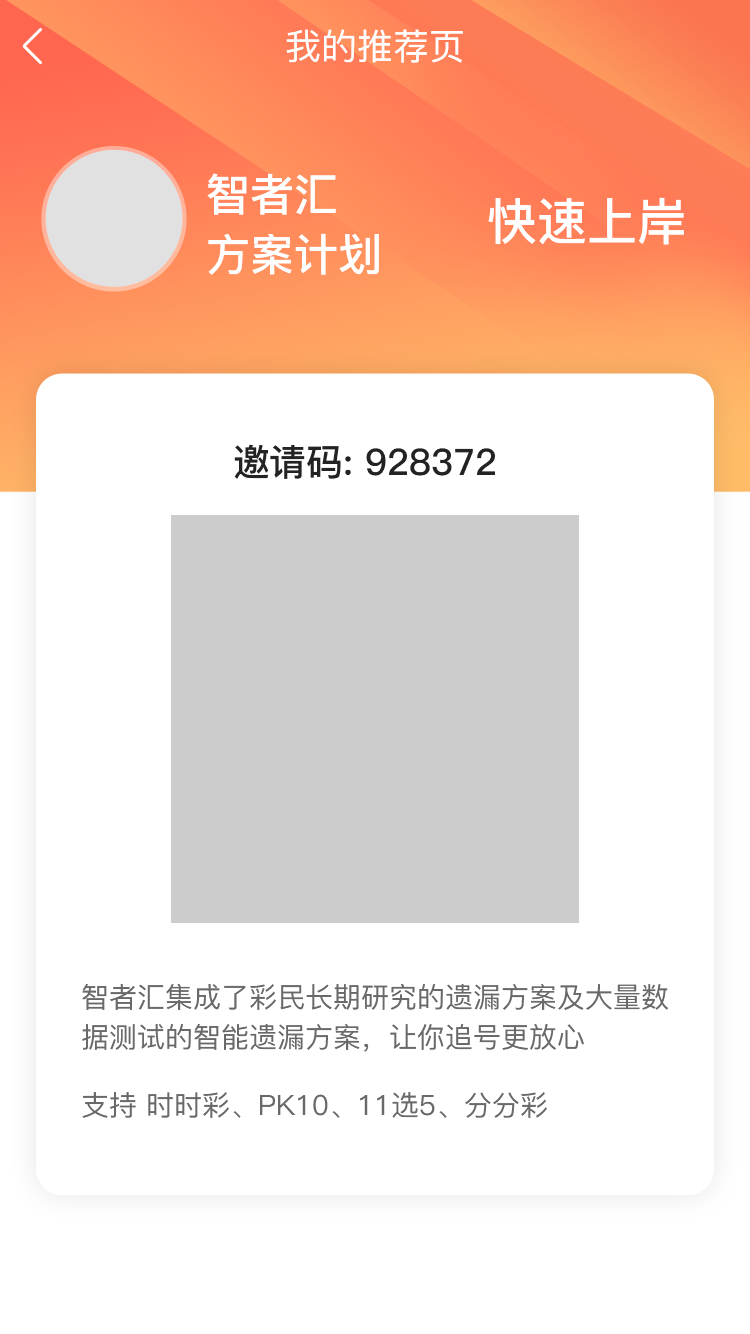 我的推荐页
智者汇
方案计划
快速上岸
邀请码: 928372
智者汇集成了彩民长期研究的遗漏方案及大量数
据测试的智能遗漏方案，让你追号更放心
支持 时时彩、PK10、11选5、分分彩